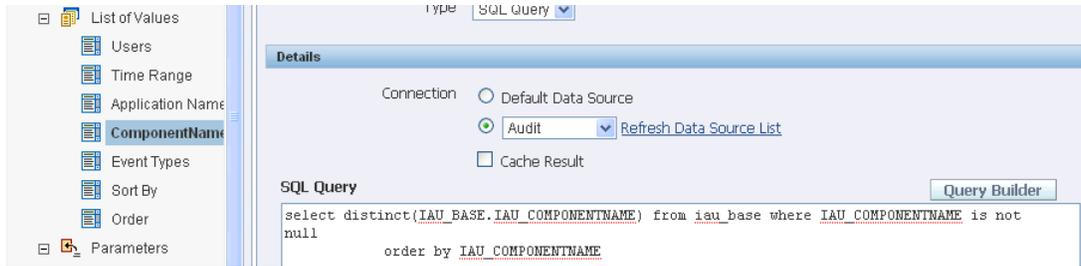 List of Values
Users
Time Range
Application Name
ComponentName
Event Types
Sort By
Order
Parameters
Type SQL Query
Details
Connection Default Data Source
Audit Refresh Data Source List
Cache Result
SQL Query Query Builder
select distinct(IAU_BASE.IAU_COMPONENTNAME) from iau_base where IAU_COMPONENTNAME is not
null
order by IAU_COMPONENTNAME